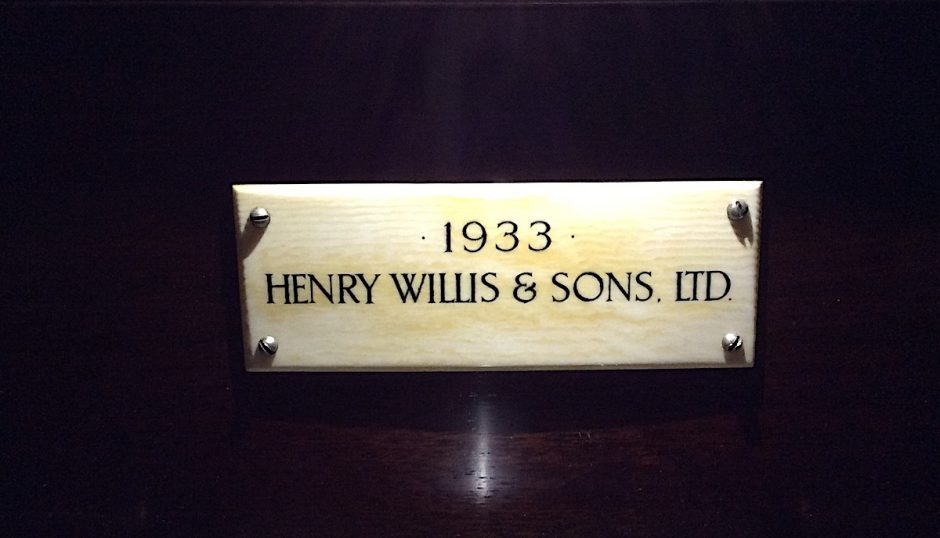 · 1933 ·
HENRY WILLIS & SONS, LTD.